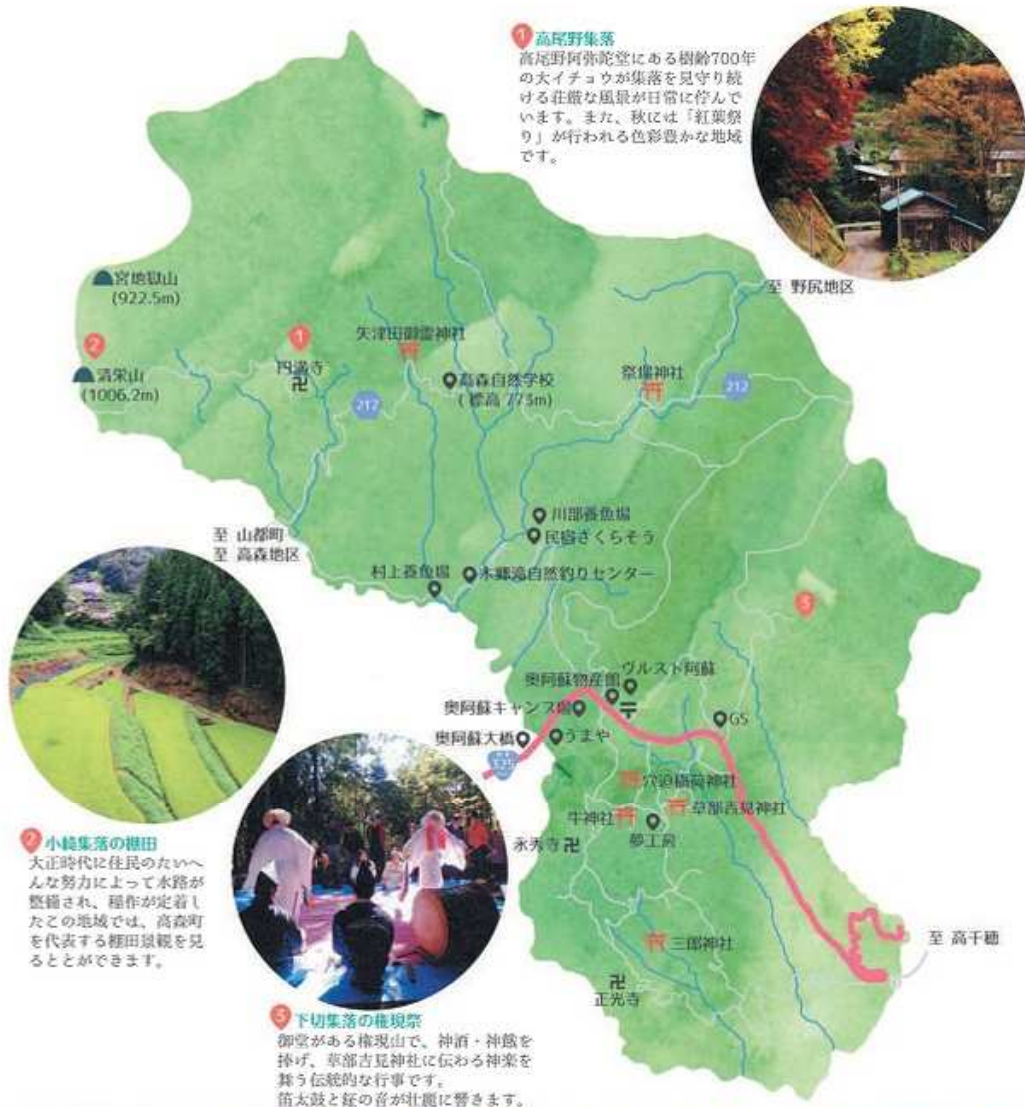 1 高尾野集落
高尾野阿弥陀堂にある樹齢700年
の大イチョウが集落を見守り続
ける荘厳な風景が日常に佇んで
います。また、秋には「紅葉祭
り」が行われる色彩豊かな地域
です。
至 野尻地区
宮地嶽山
(922.5m)
2
清栄山
(1006.2m)
1
円満寺
矢津田御霊神社
212
高森自然学校
(標高 773m)
祭場神社
212
川部養魚場
民宿さくらそう
至 山都町
至 高森地区
村上養魚場
木郷滝自然釣りセンター
3
ヴルスト阿蘇
奥阿蘇物産館
奥阿蘇キャンプ場
GS
奥阿蘇大橋
うまや
325
穴迫稲荷神社
草部吉見神社
牛神社
夢工房
永秀寺
三郎神社
至 高千穂
正光寺
2 小崎集落の棚田
大正時代に住民のたいへ
んな努力によって水路が
整備され、稲作が定着し
たこの地域では、高森町
を代表する棚田景観を見
るととができます。
3 下切集落の権現祭
御堂がある権現山で、神酒・神饌を
捧げ、草部吉見神社に伝わる神楽を
舞う伝統的な行事です。
笛太鼓と鉦の音が壮麗に響きます。